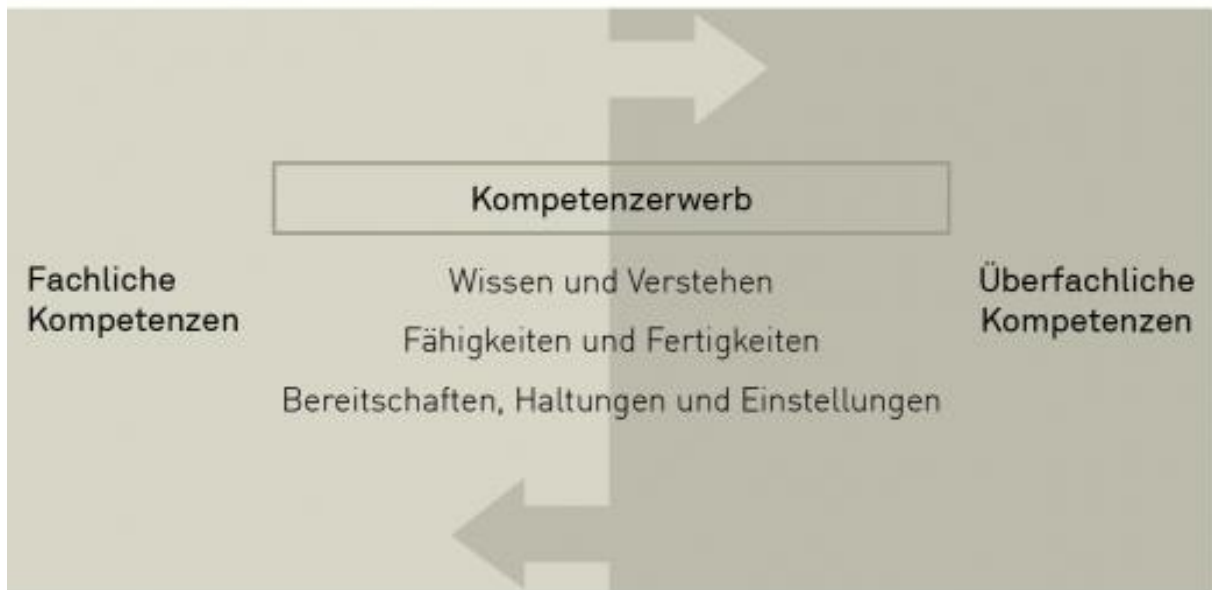 Kompetenzerwerb
Fachliche
Kompetenzen
Wissen und Verstehen
Fähigkeiten und Fertigkeiten
Bereitschaften, Haltungen und Einstellungen
Überfachliche
Kompetenzen